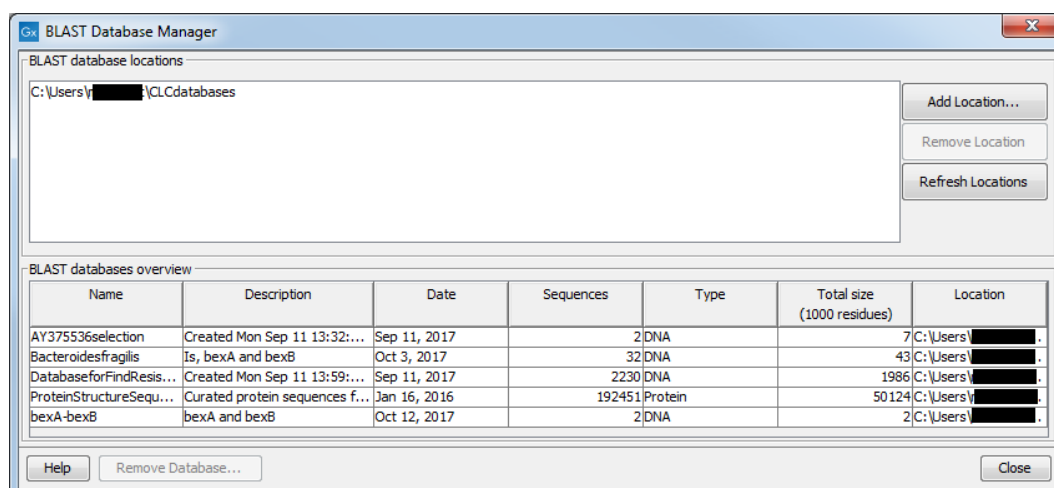 Gx BLAST Database Manager
BLAST database locations
C:\Users\r :\CLCdatabases
Add Location...
Remove Location
Refresh Locations
BLAST databases overview
Name Description Date Sequences Type Total size (1000 residues) Location
AY375536selection Created Mon Sep 11 13:32:... Sep 11, 2017 2 DNA 7 C:\Users\ .
Bacteroidesfragilis Is, bexA and bexB Oct 3, 2017 32 DNA 43 C:\Users\ .
DatabaseforFindResis... Created Mon Sep 11 13:59:... Sep 11, 2017 2230 DNA 1986 C:\Users\ .
ProteinStructureSequ... Curated protein sequences f... Jan 16, 2016 192451 Protein 50124 C:\Users\r .
bexA-bexB bexA and bexB Oct 12, 2017 2 DNA 2 C:\Users\ .
Help Remove Database... Close